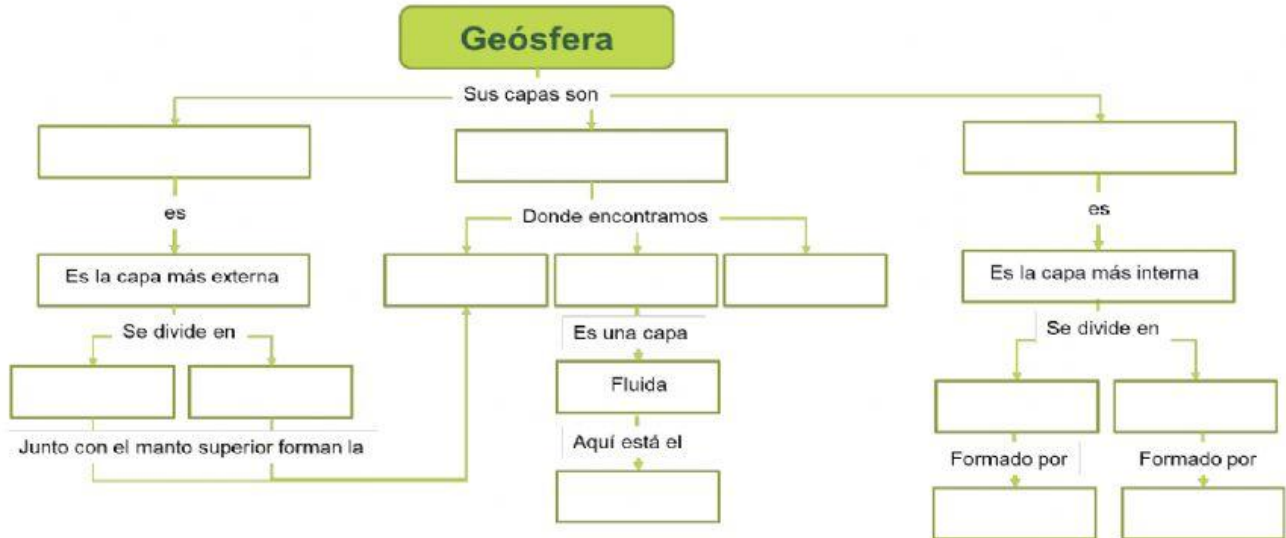 Geósfera
Sus capas son
es
Donde encontramos
es
Es la capa más externa
Es la capa más interna
Se divide en
Es una capa
Se divide en
Fluida
Junto con el manto superior forman la
Aquí está el
Formado por
Formado por